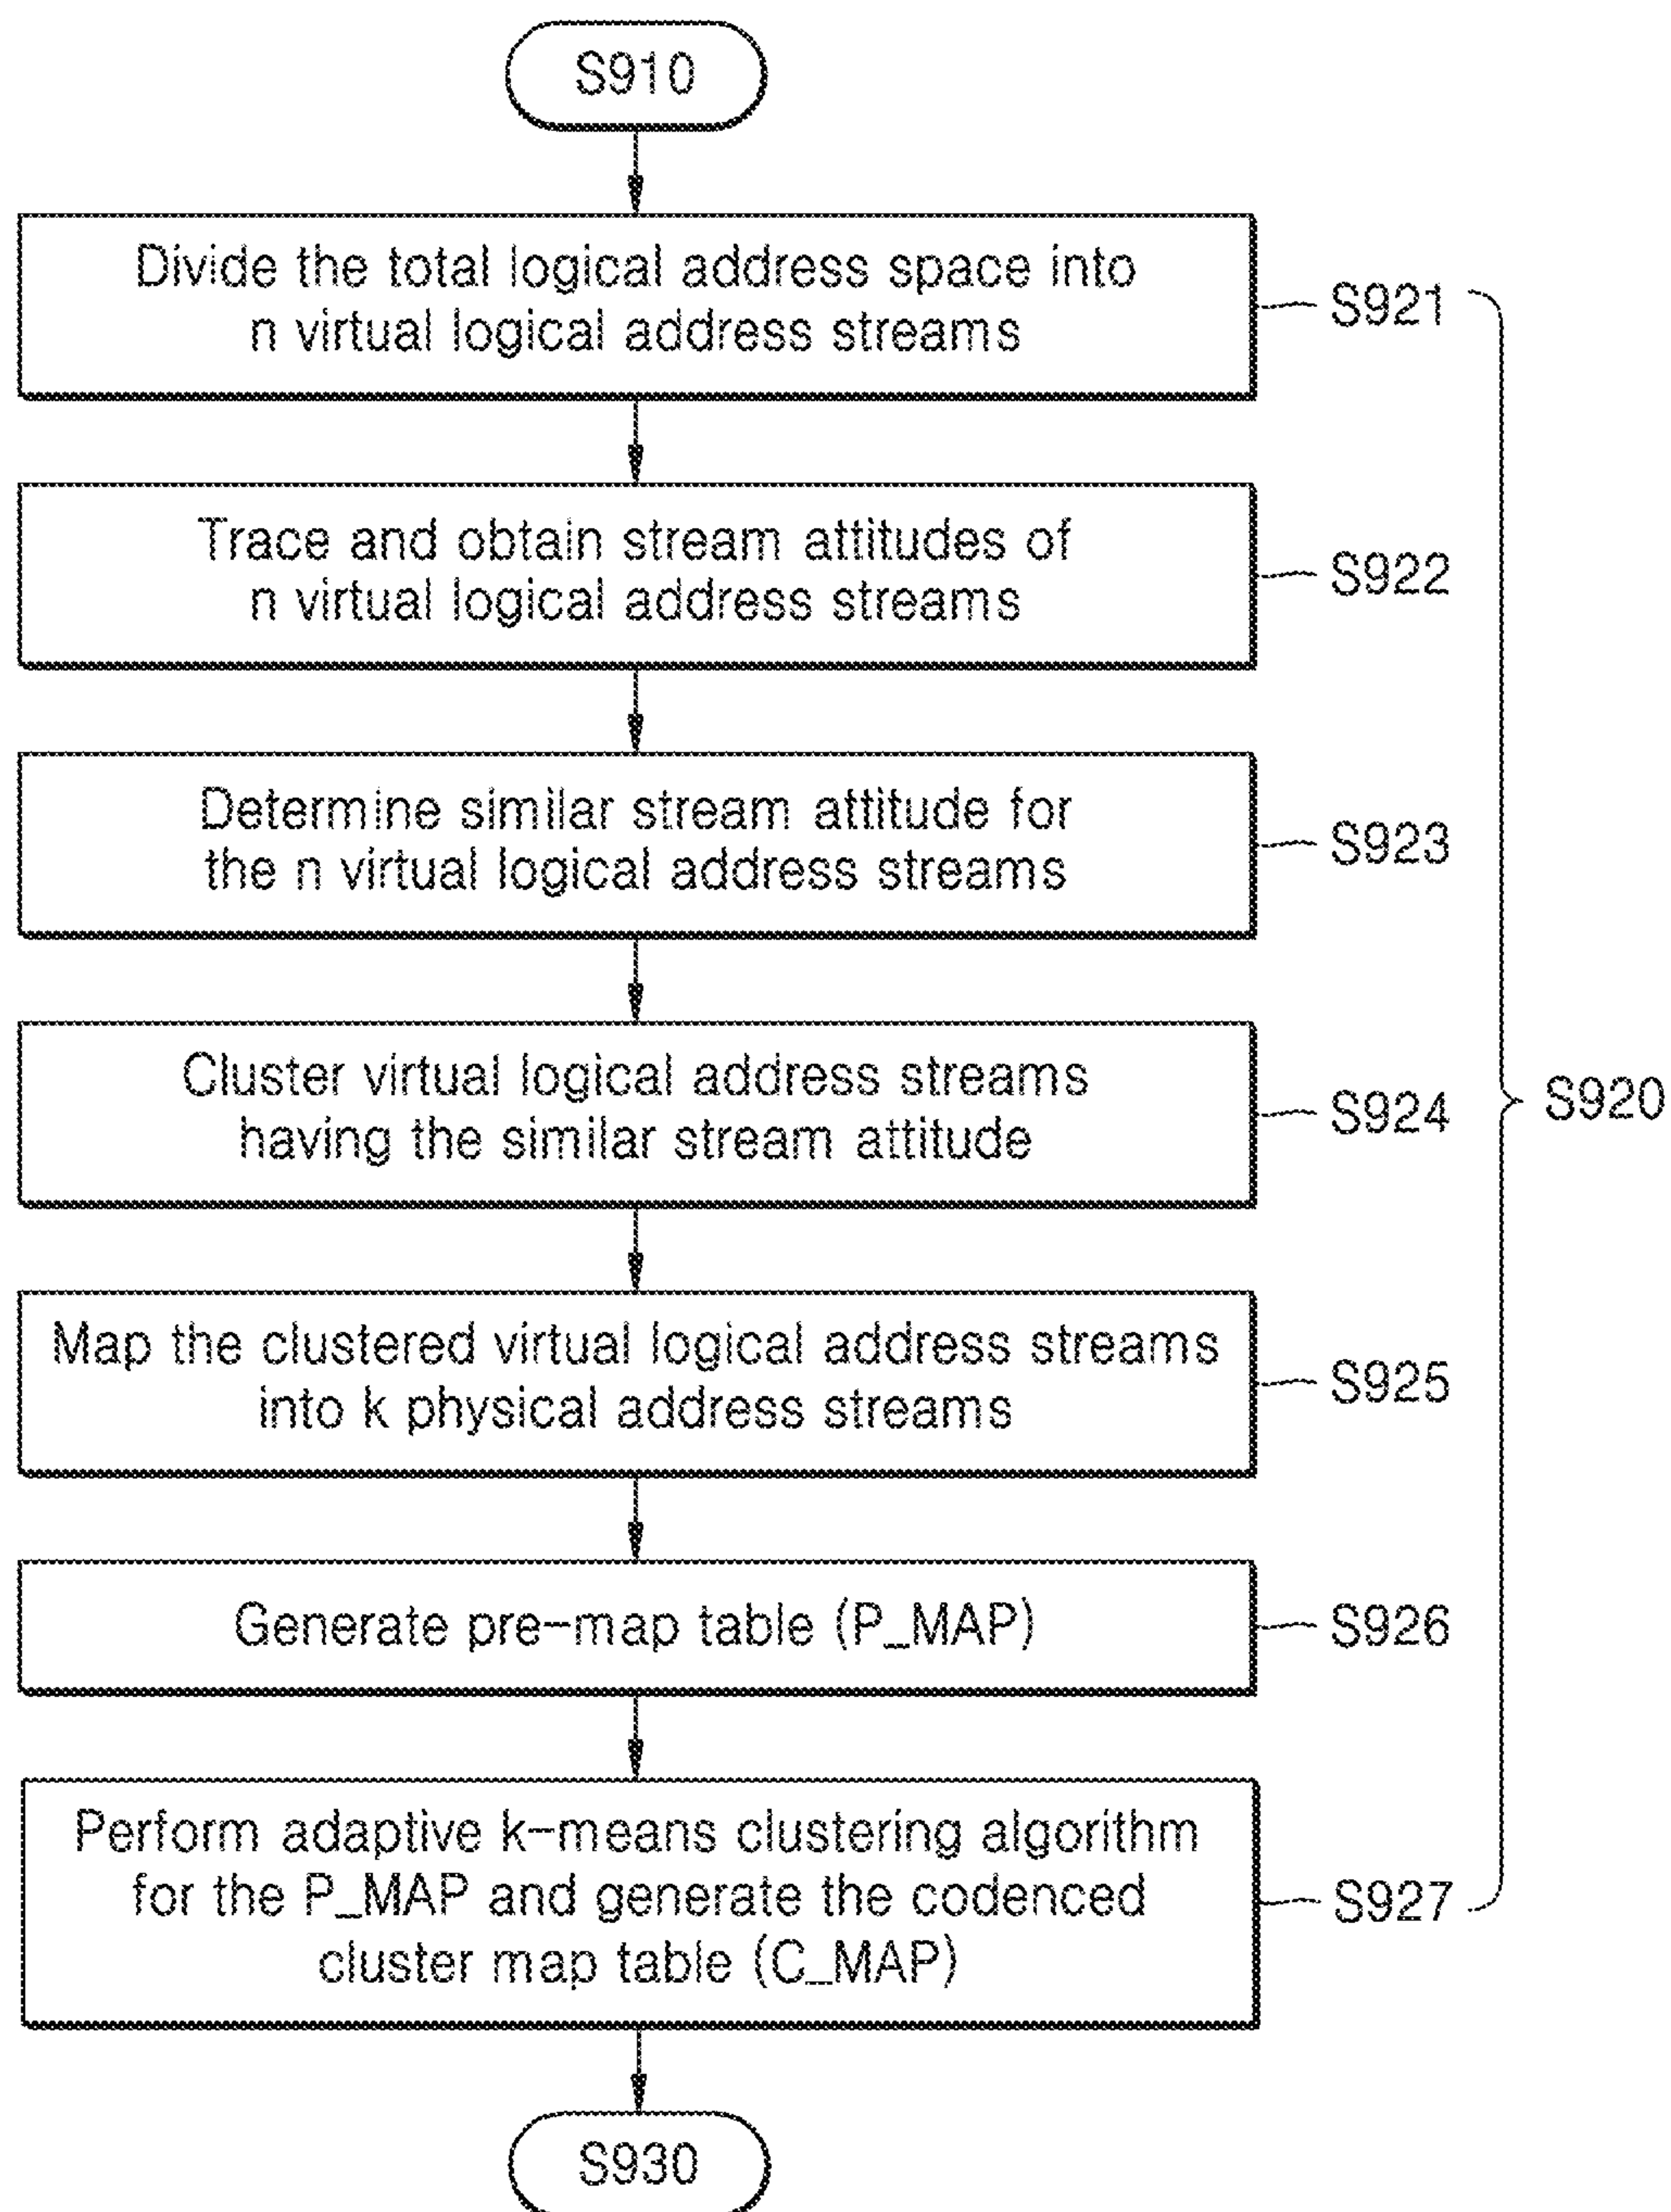 S910
Divide the total logical address space into
n virtual logical address streams
S921
Trace and obtain stream attitudes of
n virtual logical address streams
S922
Determine similar stream attitude for
the n virtual logical address streams
S923
Cluster virtual logical address streams
having the similar stream attitude
S924
S920
Map the clustered virtual logical address streams
into k physical address streams
S925
Generate pre-map table (P_MAP)
S926
Perform adaptive k-means clustering algorithm
for the P_MAP and generate the codenced
cluster map table (C_MAP)
S927
S930